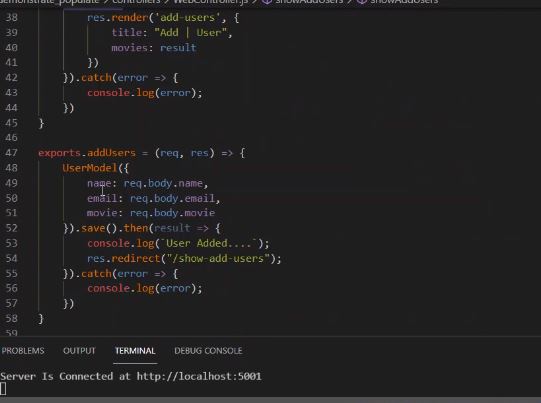 demonstrate_populate > controllers > WebController.js > showAddUsers > showAddUsers
38 res.render('add-users', {
39 title: "Add | User",
40 movies: result
41 })
42 }).catch(error => {
43 console.log(error);
44 })
45 }
46
47 exports.addUsers = (req, res) => {
48 UserModel({
49 name: req.body.name,
50 email: req.body.email,
51 movie: req.body.movie
52 }).save().then(result => {
53 console.log(`User Added....`);
54 res.redirect("/show-add-users");
55 }).catch(error => {
56 console.log(error);
57 })
58 }
59
PROBLEMS OUTPUT TERMINAL DEBUG CONSOLE
Server Is Connected at http://localhost:5001